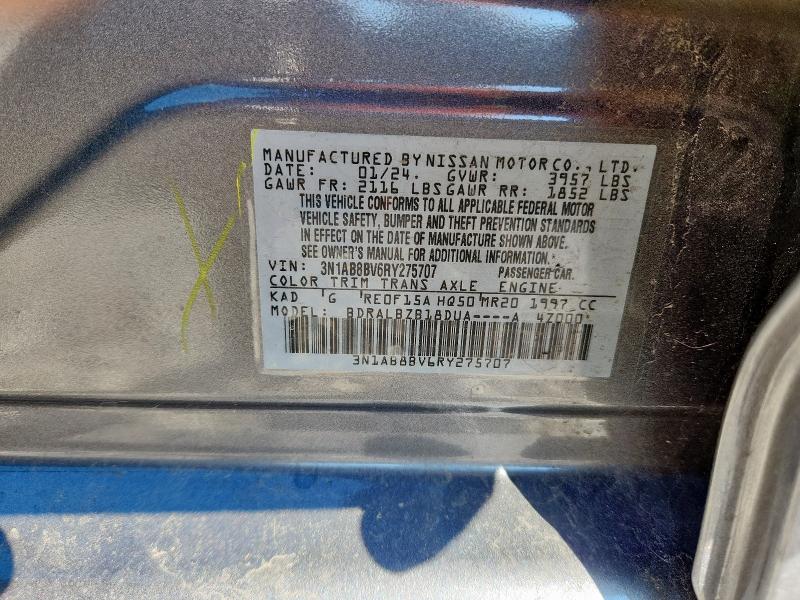 MANUFACTURED BY NISSAN MOTOR CO., LTD.
DATE: 01/24. GVWR: 3957 LBS
GAWR FR: 2116 LBS GAWR RR: 1852 LBS
THIS VEHICLE CONFORMS TO ALL APPLICABLE FEDERAL MOTOR
VEHICLE SAFETY, BUMPER AND THEFT PREVENTION STANDARDS
IN EFFECT ON THE DATE OF MANUFACTURE SHOWN ABOVE.
SEE OWNER'S MANUAL FOR ADDITIONAL INFORMATION.
VIN: 3N1AB8BV6RY275707 PASSENGER CAR.
COLOR TRIM TRANS AXLE ENGINE
KAD G RE0F15A HQ50 MR20 1997 CC
MODEL: BDRALBZB18DUA----A 47000
3N1AB8BV6RY275707